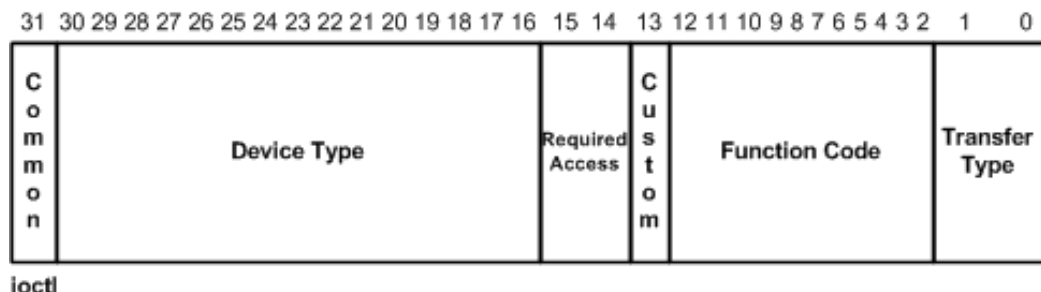 31 30 29 28 27 26 25 24 23 22 21 20 19 18 17 16 15 14 13 12 11 10 9 8 7 6 5 4 3 2 1 0
Common
Device Type
Required
Access
Custom
Function Code
Transfer
Type
ioctl